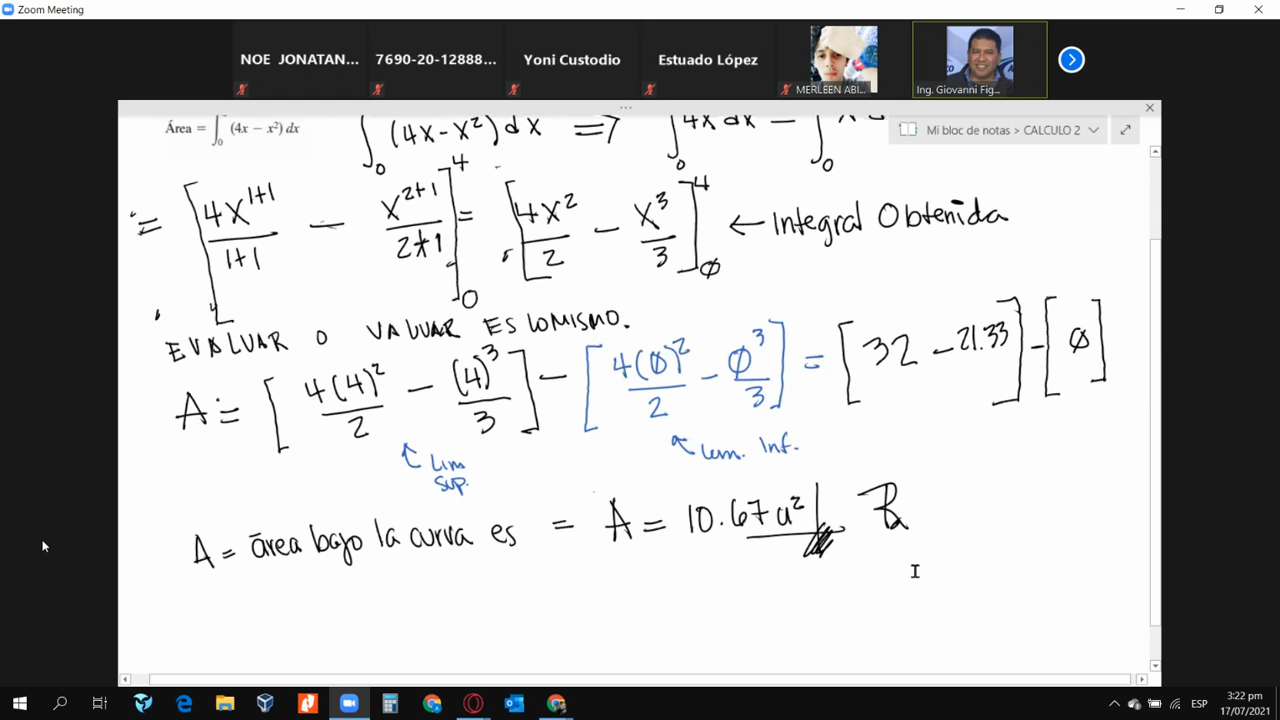 Zoom Meeting
NOE JONATAN... 7690-20-12888... Yoni Custodio Estuado López MERLEEN ABI... Ing. Giovanni Fig...
Mi bloc de notas > CALCULO 2
Área = ∫₀ (4x − x²) dx ∫₀ (4x-x²)dx => ∫₀ 4x dx − ∫₀
= [4x^(1+1)/(1+1) − x^(2+1)/(2+1)]₀⁴ = [4x²/2 − x³/3]₀⁴ ← Integral Obtenida
EVALUAR O VALUAR ES LO MISMO.
A = [4(4)²/2 − (4)³/3] − [4(0)²/2 − 0³/3] = [32 − 21.33] − [0]
↑ Lim Sup. ↑ Lim. Inf.
A = área bajo la curva es = A = 10.67 u²
ESP
3:22 pm
17/07/2021